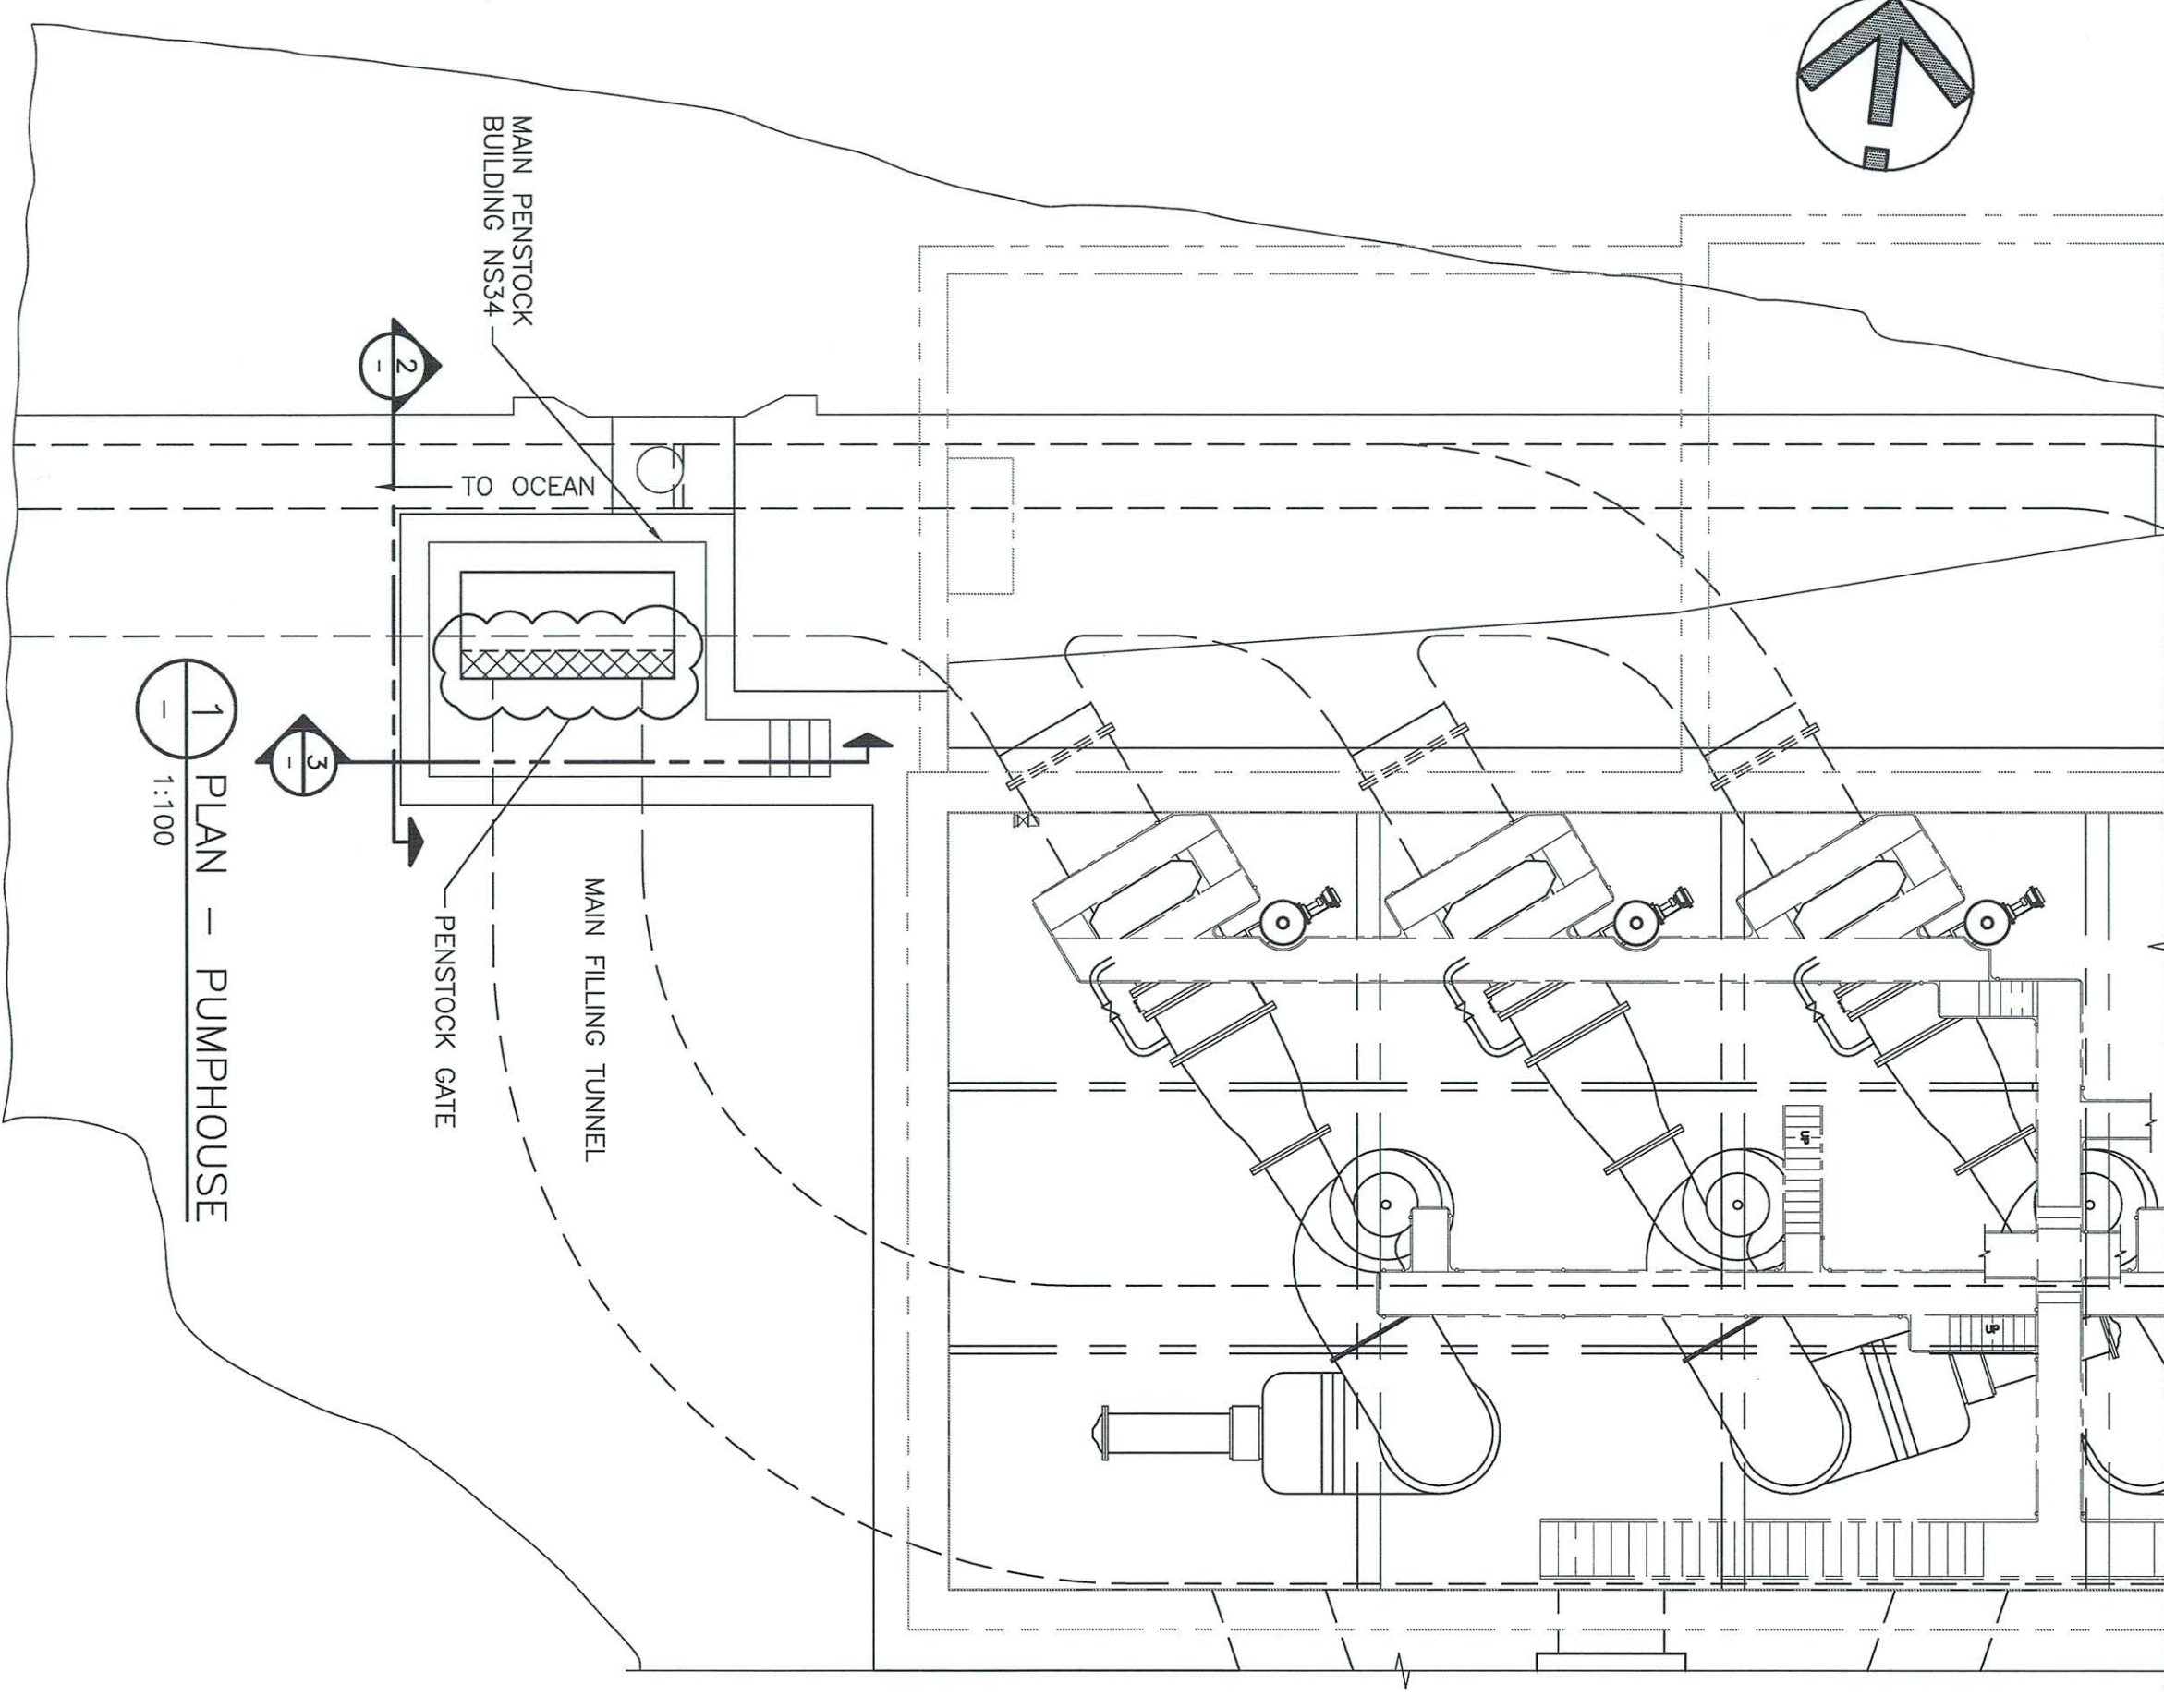 MAIN PENSTOCK
BUILDING NS34
2
-
TO OCEAN
3
-
1
-
PLAN - PUMPHOUSE
1:100
MAIN FILLING TUNNEL
PENSTOCK GATE
UP
UP